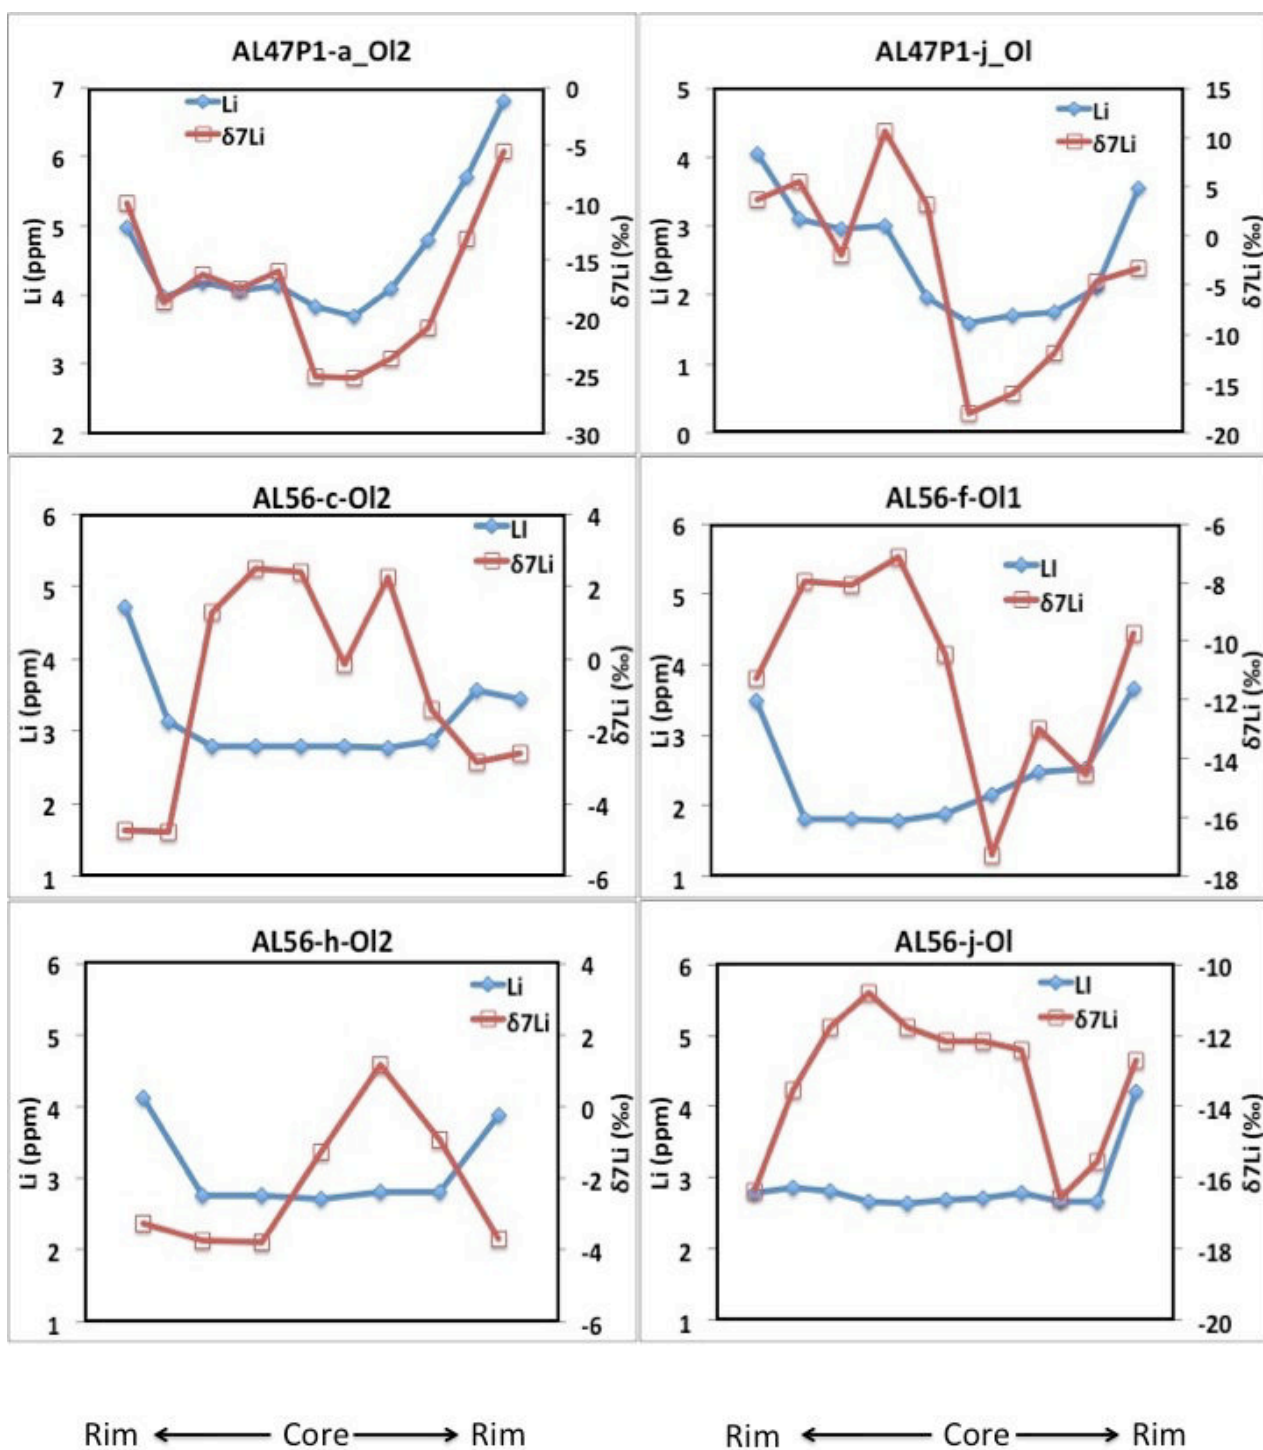 AL47P1-a_Ol2
Li
δ7Li
7
6
5
4
3
2
Li (ppm)
0
-5
-10
-15
-20
-25
-30
δ7Li (‰)
AL47P1-j_Ol
Li
δ7Li
5
4
3
2
1
0
Li (ppm)
15
10
5
0
-5
-10
-15
-20
δ7Li (‰)
AL56-c-Ol2
LI
δ7Li
6
5
4
3
2
1
Li (ppm)
4
2
0
-2
-4
-6
δ7Li (‰)
AL56-f-Ol1
LI
δ7Li
6
5
4
3
2
1
Li (ppm)
-6
-8
-10
-12
-14
-16
-18
δ7Li (‰)
AL56-h-Ol2
Li
δ7Li
6
5
4
3
2
1
Li (ppm)
4
2
0
-2
-4
-6
δ7Li (‰)
AL56-j-Ol
LI
δ7Li
6
5
4
3
2
1
Li (ppm)
-10
-12
-14
-16
-18
-20
δ7Li (‰)
Rim Core Rim
Rim Core Rim